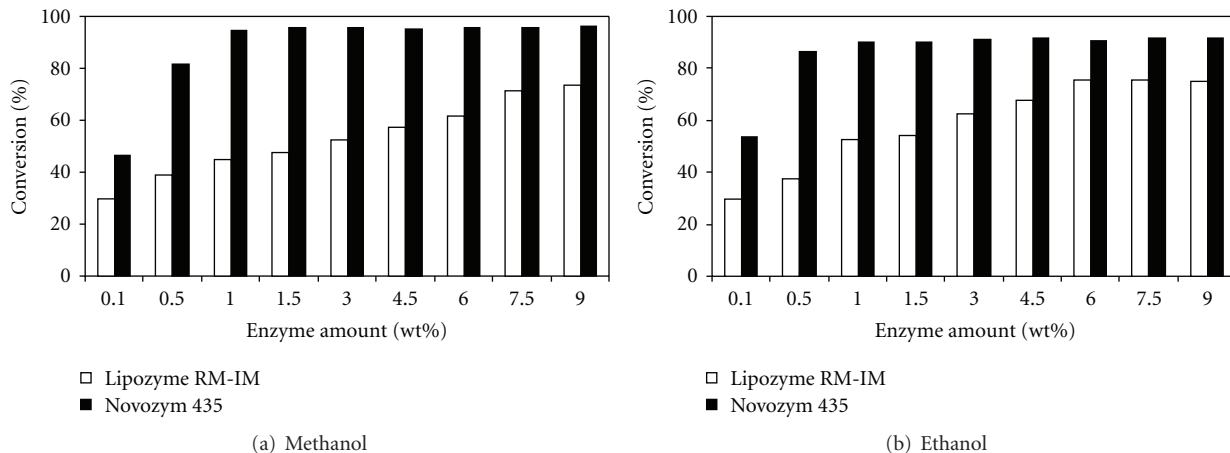 100
80
60
40
20
0
Conversion (%)
0.1 0.5 1 1.5 3 4.5 6 7.5 9
Enzyme amount (wt%)
Lipozyme RM-IM
Novozym 435
(a) Methanol
100
80
60
40
20
0
Conversion (%)
0.1 0.5 1 1.5 3 4.5 6 7.5 9
Enzyme amount (wt%)
Lipozyme RM-IM
Novozym 435
(b) Ethanol